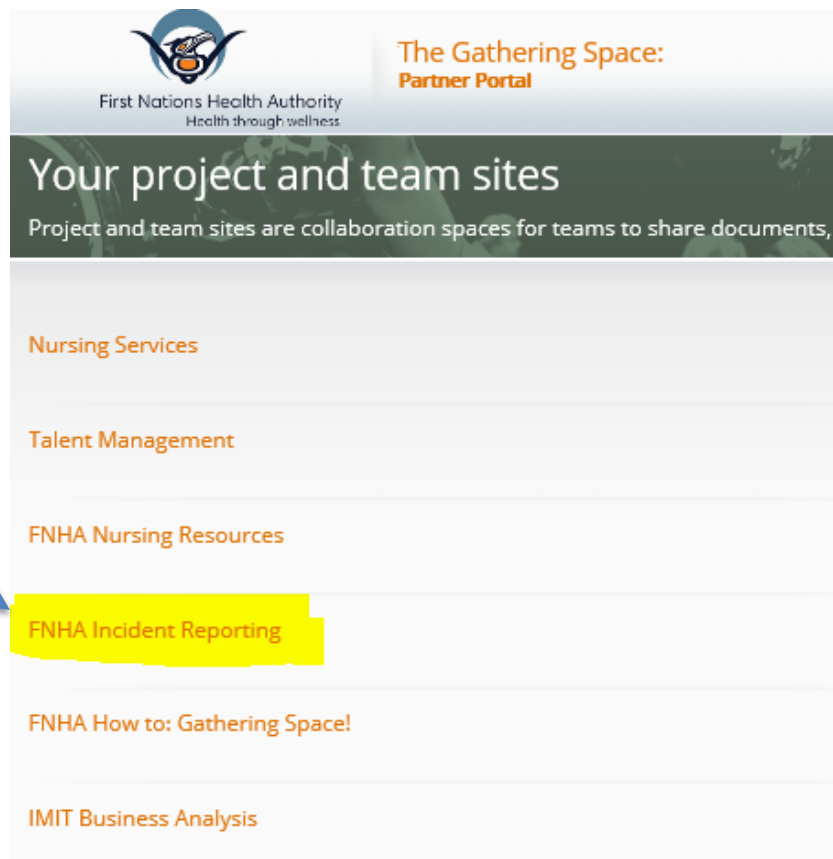 First Nations Health Authority
Health through wellness
The Gathering Space:
Partner Portal
Your project and team sites
Project and team sites are collaboration spaces for teams to share documents,
Nursing Services
Talent Management
FNHA Nursing Resources
FNHA Incident Reporting
FNHA How to: Gathering Space!
IMIT Business Analysis